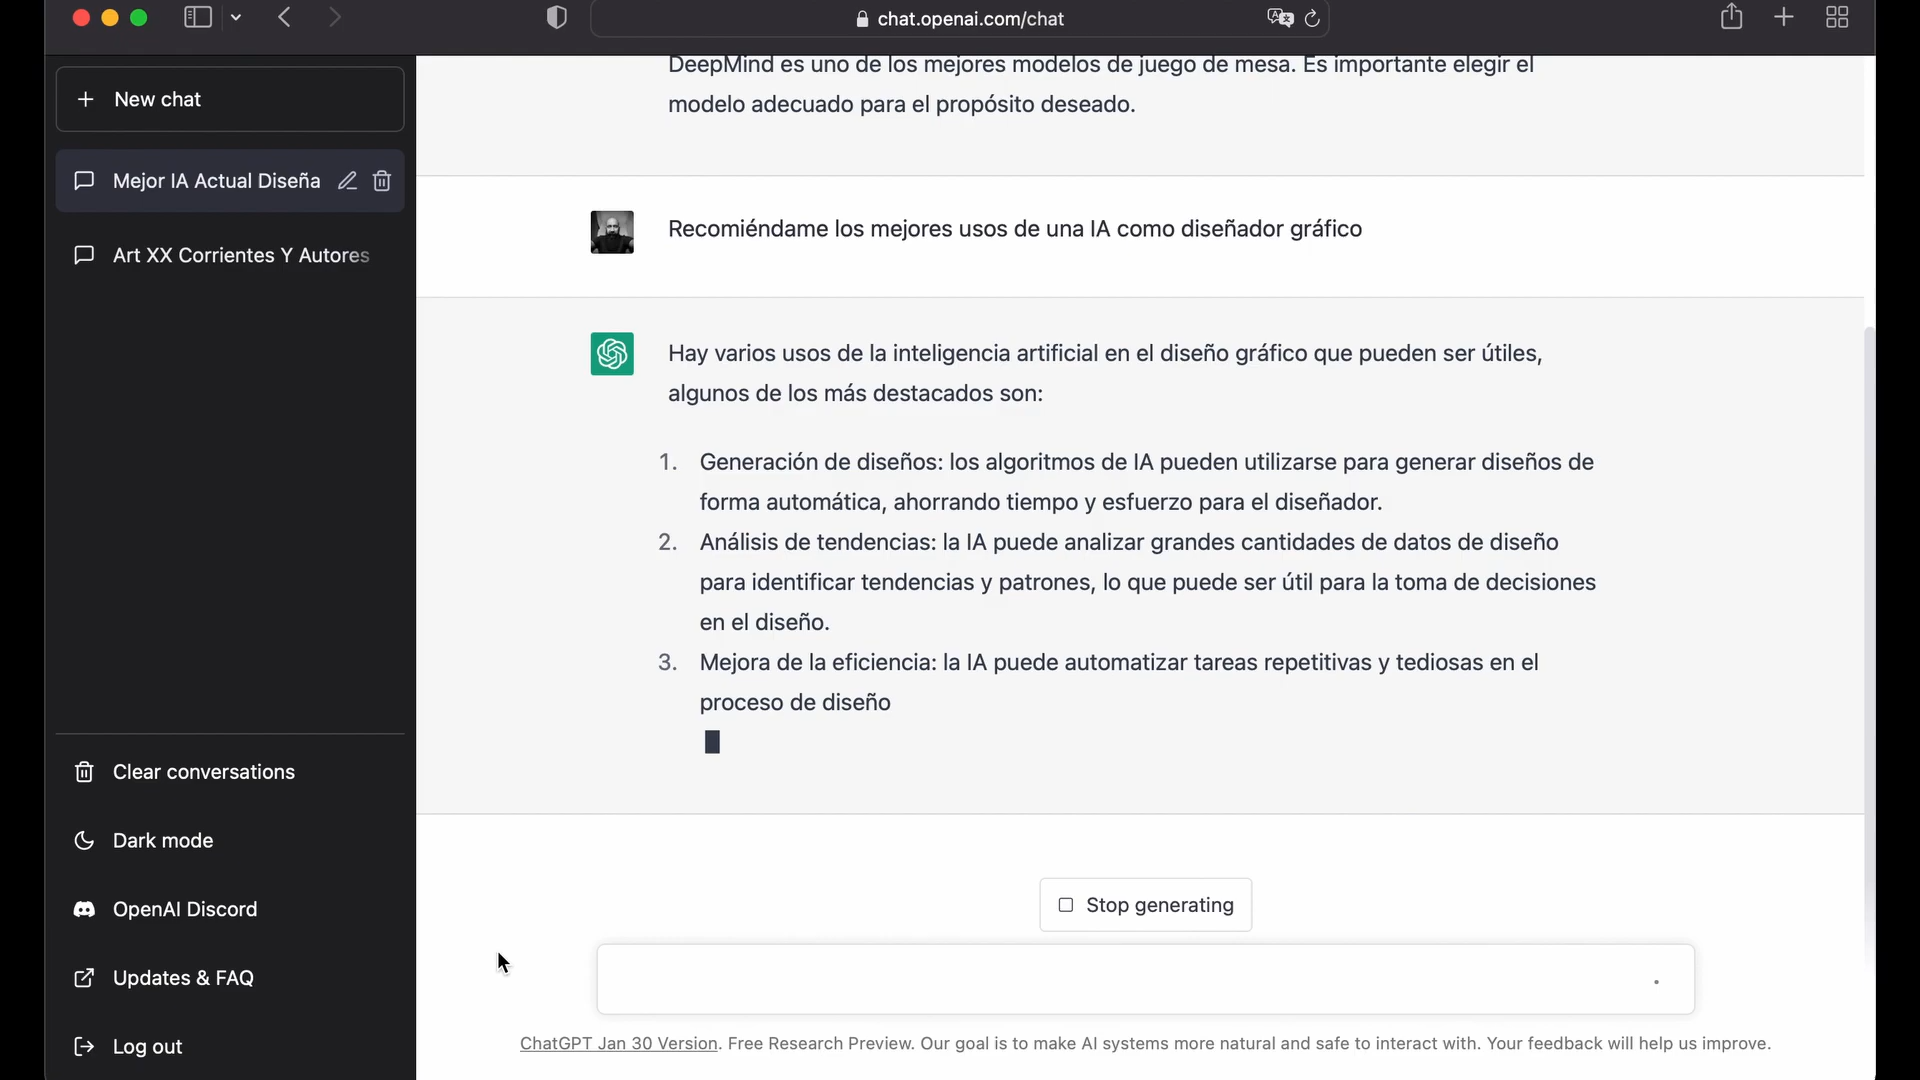 chat.openai.com/chat
New chat
Mejor IA Actual Diseña
Art XX Corrientes Y Autores
Clear conversations
Dark mode
OpenAI Discord
Updates & FAQ
Log out
DeepMind es uno de los mejores modelos de juego de mesa. Es importante elegir el
modelo adecuado para el propósito deseado.
Recomiéndame los mejores usos de una IA como diseñador gráfico
Hay varios usos de la inteligencia artificial en el diseño gráfico que pueden ser útiles,
algunos de los más destacados son:
1. Generación de diseños: los algoritmos de IA pueden utilizarse para generar diseños de
forma automática, ahorrando tiempo y esfuerzo para el diseñador.
2. Análisis de tendencias: la IA puede analizar grandes cantidades de datos de diseño
para identificar tendencias y patrones, lo que puede ser útil para la toma de decisiones
en el diseño.
3. Mejora de la eficiencia: la IA puede automatizar tareas repetitivas y tediosas en el
proceso de diseño
Stop generating
ChatGPT Jan 30 Version. Free Research Preview. Our goal is to make AI systems more natural and safe to interact with. Your feedback will help us improve.